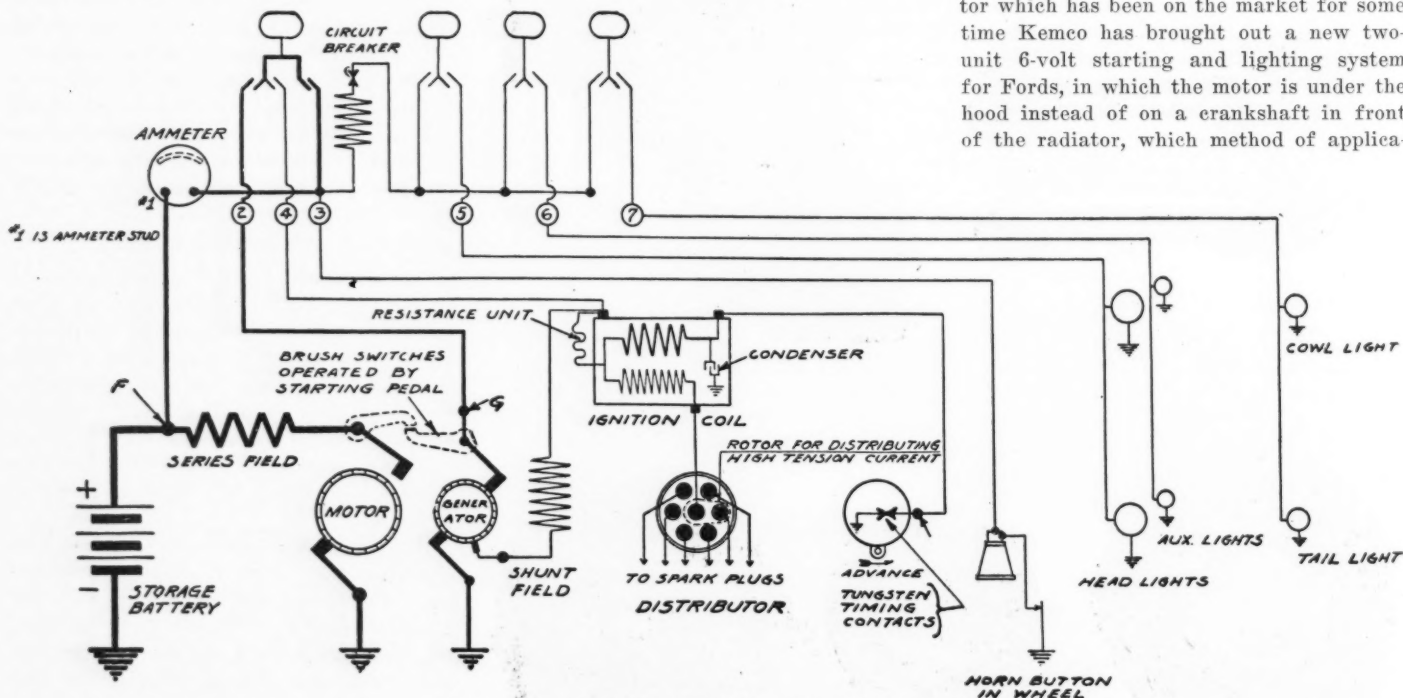 tor which has been on the market for some
time Kemco has brought out a new two-
unit 6-volt starting and lighting system
for Fords, in which the motor is under the
hood instead of on a crankshaft in front
of the radiator, which method of applica-
CIRCUIT
BREAKER
AMMETER
#1
2
4
3
5
6
7
#1 IS AMMETER STUD
RESISTANCE UNIT
CONDENSER
IGNITION COIL
BRUSH SWITCHES
OPERATED BY
STARTING PEDAL
F
G
SERIES FIELD
+
STORAGE
BATTERY
-
MOTOR
GENER
ATOR
SHUNT
FIELD
ROTOR FOR DISTRIBUTING
HIGH TENSION CURRENT
TO SPARK PLUGS
DISTRIBUTOR
ADVANCE
TUNGSTEN
TIMING
CONTACTS
HORN BUTTON
IN WHEEL
HEAD LIGHTS
AUX. LIGHTS
COWL LIGHT
TAIL LIGHT